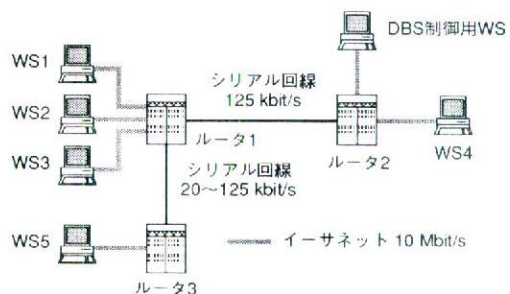 DBS制御用WS
WS1
シリアル回線
125 kbit/s
WS2
ルータ1
WS3
ルータ2
WS4
シリアル回線
20〜125 kbit/s
WS5
イーサネット 10 Mbit/s
ルータ3